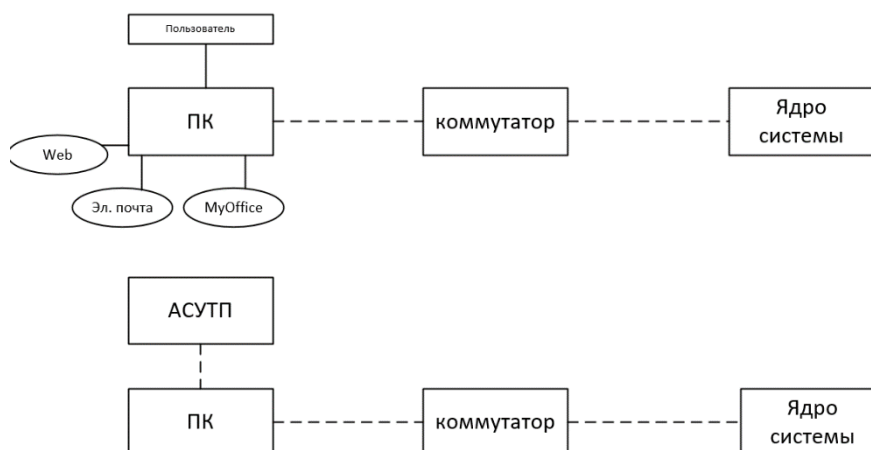 Пользователь
ПК
коммутатор
Ядро
системы
Web
Эл. почта
MyOffice
АСУТП
ПК
коммутатор
Ядро
системы